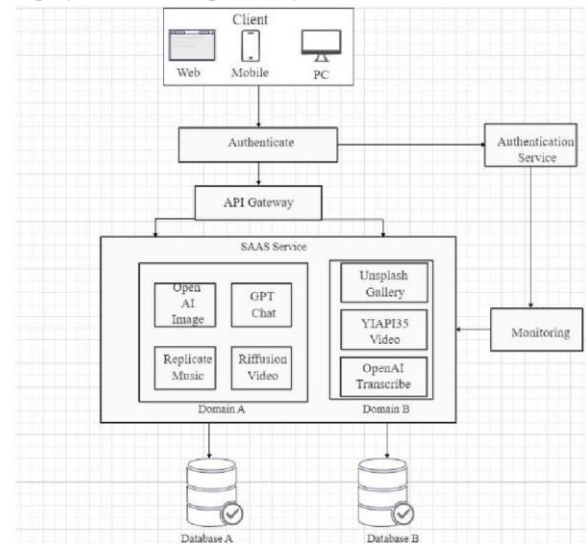 Client
Web Mobile PC
Authenticate
Authentication
Service
API Gateway
SAAS Service
Open
AI
Image
GPT
Chat
Replicate
Music
Riffusion
Video
Domain A
Unsplash
Gallery
YIAPI35
Video
OpenAI
Transcribe
Domain B
Monitoring
Database A
Database B